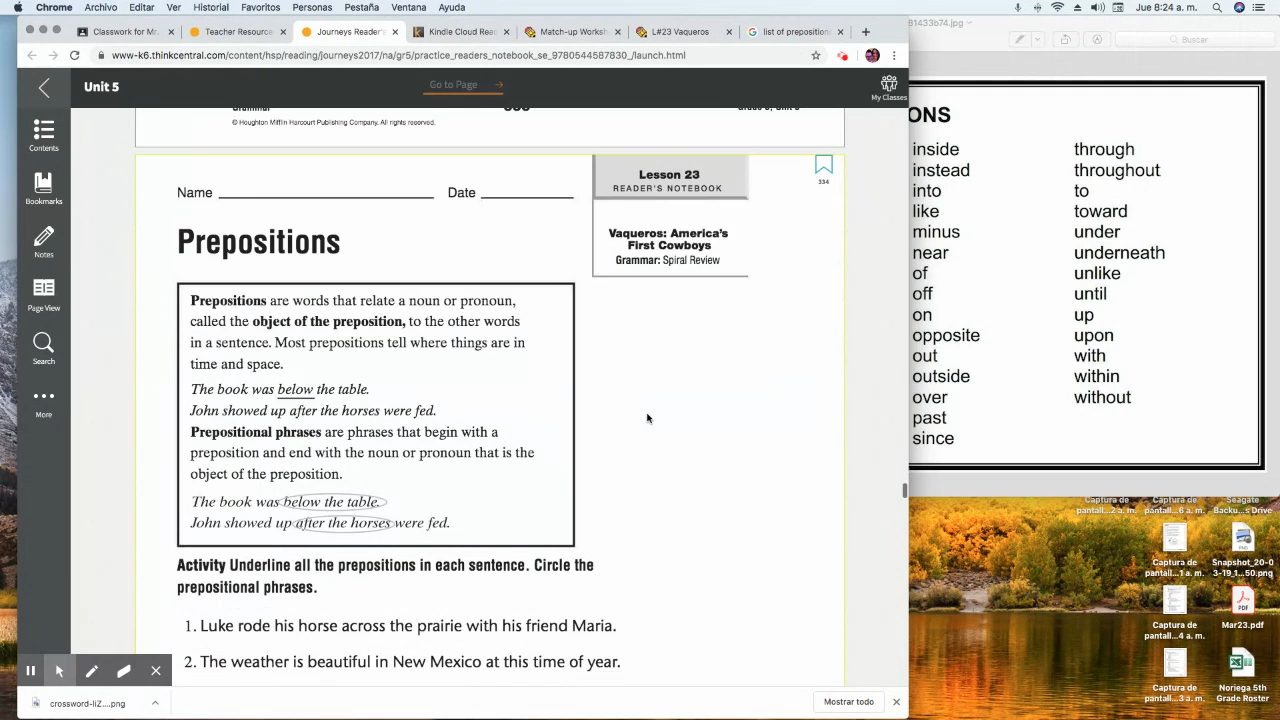 Chrome Archivo Editar Ver Historial Favoritos Personas Pestaña Ventana Ayuda
Jue 8:24 a. m.
Classwork for Mr.
Teacher Resource
Journeys Reader's
Kindle Cloud Rea
Match-up Worksh
L#23 Vaqueros
list of preposition
www-k6.thinkcentral.com/content/hsp/reading/journeys2017/na/gr5/practice_readers_notebook_se_9780544587830_/launch.html
81433b74.jpg
Buscar
Unit 5
Go to Page
My Classes
Contents
Bookmarks
Notes
Page View
Search
More
Grammar
© Houghton Mifflin Harcourt Publishing Company. All rights reserved.
Name
Date
Lesson 23
READER'S NOTEBOOK
334
Prepositions
Vaqueros: America's
First Cowboys
Grammar: Spiral Review
Prepositions are words that relate a noun or pronoun,
called the object of the preposition, to the other words
in a sentence. Most prepositions tell where things are in
time and space.
The book was below the table.
John showed up after the horses were fed.
Prepositional phrases are phrases that begin with a
preposition and end with the noun or pronoun that is the
object of the preposition.
The book was below the table.
John showed up after the horses were fed.
Activity Underline all the prepositions in each sentence. Circle the
prepositional phrases.
1. Luke rode his horse across the prairie with his friend Maria.
2. The weather is beautiful in New Mexico at this time of year.
ONS
inside
instead
into
like
minus
near
of
off
on
opposite
out
outside
over
past
since
through
throughout
to
toward
under
underneath
unlike
until
up
upon
with
within
without
Captura de
pantall...2 a. m.
Captura de
pantall...6 a. m.
Seagate
Backu...s Drive
Captura de
pantall...1 a. m.
Snapshot_20-0
3-19_1...50.png
Captura de
pantall...4 a. m.
Mar23.pdf
Captura de
pantall...3 a. m.
Noriega 5th
Grade Roster
crossword-liZ....png
Mostrar todo